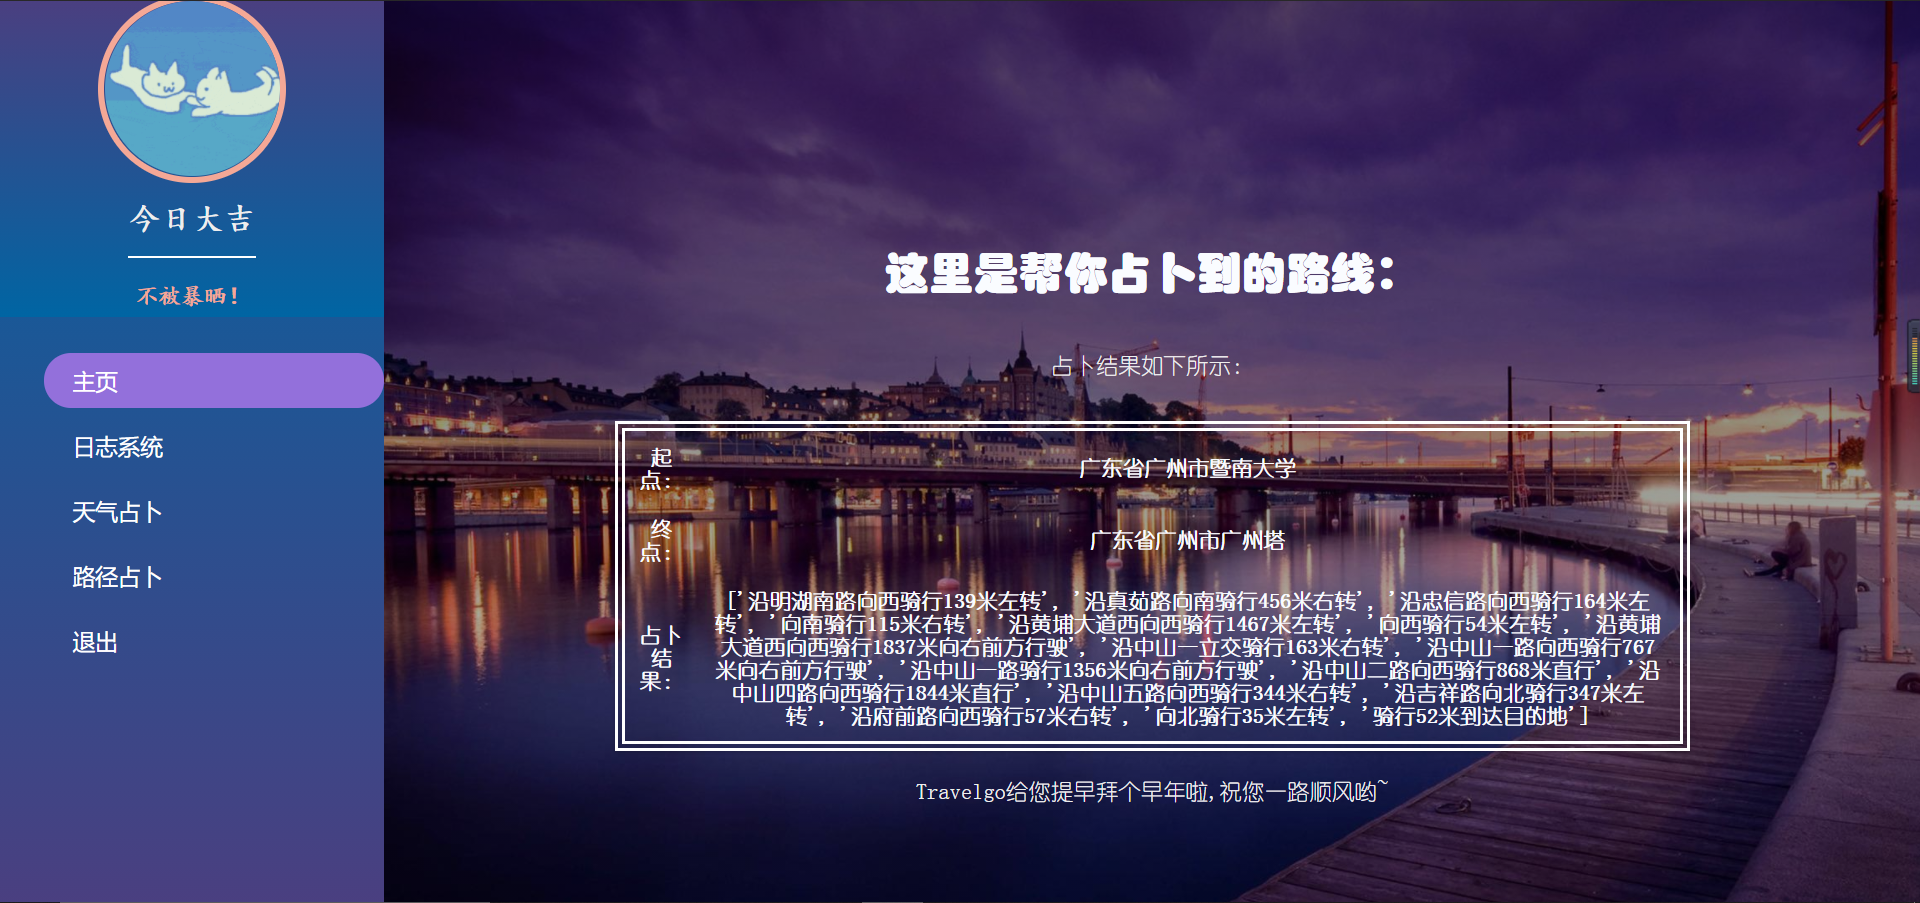 今日大吉
不被暴晒！
主页
日志系统
天气占卜
路径占卜
退出
这里是帮你占卜到的路线：
占卜结果如下所示：
起
点：
广东省广州市暨南大学
终
点：
广东省广州市广州塔
占卜
结
果：
['沿明湖南路向西骑行139米左转', '沿真茹路向南骑行456米右转', '沿忠信路向西骑行164米左
转', '向南骑行115米右转', '沿黄埔大道西向西骑行1467米左转', '向西行54米左转', '沿黄埔
大道西向西骑行1837米向右前方行驶', '沿中山一立交骑行163米右转', '沿中山一路向西骑行767
米向右前方行驶', '沿中山一路骑行1356米向右前方行驶', '沿中山二路向西骑行868米直行', '沿
中山四路向西骑行1844米直行', '沿中山五路向西骑行344米右转', '沿吉祥路向北骑行347米左
转', '沿府前路向西骑行57米右转', '向北骑行35米左转', '骑行52米到达目的地']
Travelgo给您提早拜个早年啦,祝您一路顺风哟~